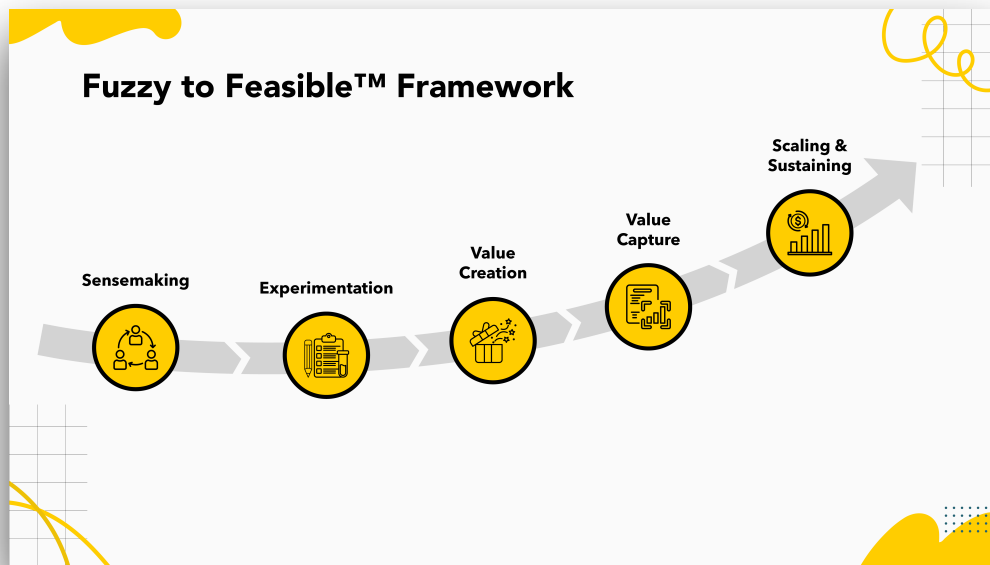 Fuzzy to Feasible™ Framework
Scaling &
Sustaining
Value
Capture
Value
Creation
Sensemaking
Experimentation